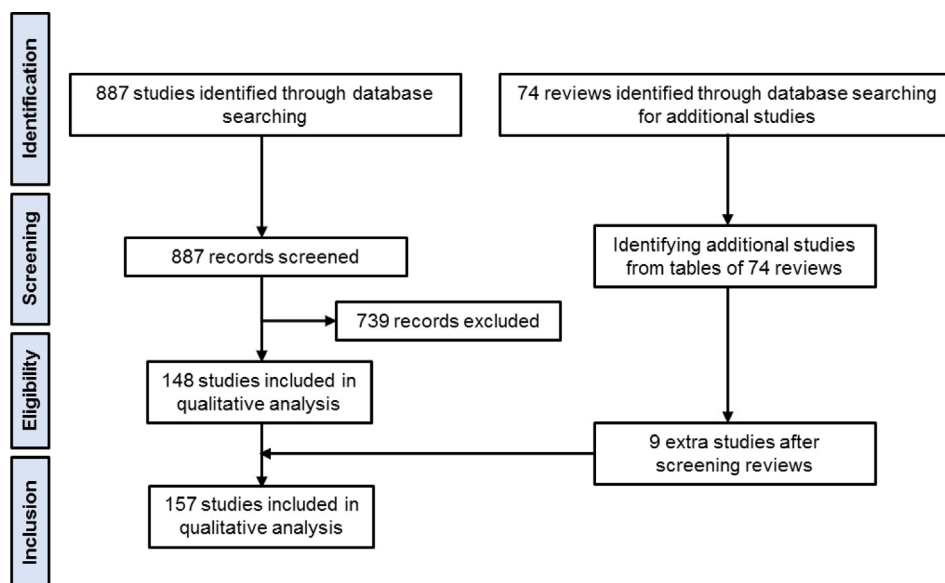 Identification
887 studies identified through database
searching
74 reviews identified through database searching
for additional studies
Screening
887 records screened
Identifying additional studies
from tables of 74 reviews
739 records excluded
Eligibility
148 studies included in
qualitative analysis
9 extra studies after
screening reviews
Inclusion
157 studies included in
qualitative analysis